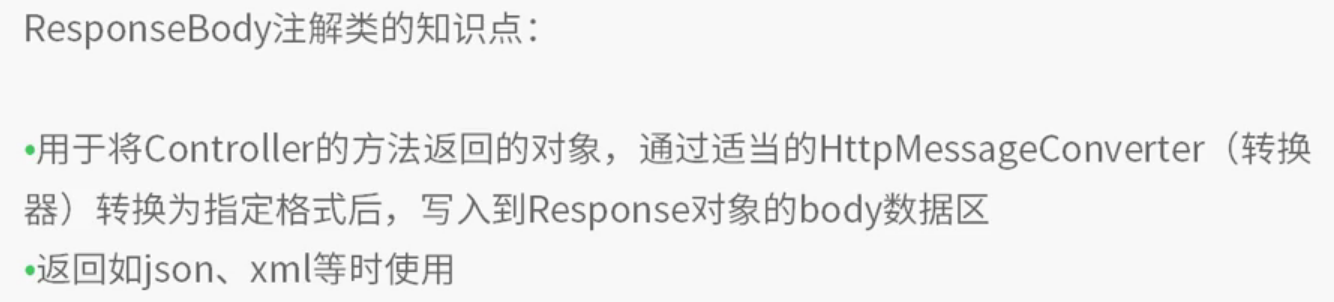 ResponseBody注解类的知识点：
•用于将Controller的方法返回的对象，通过适当的HttpMessageConverter（转换
器）转换为指定格式后，写入到Response对象的body数据区
•返回如json、xml等时使用